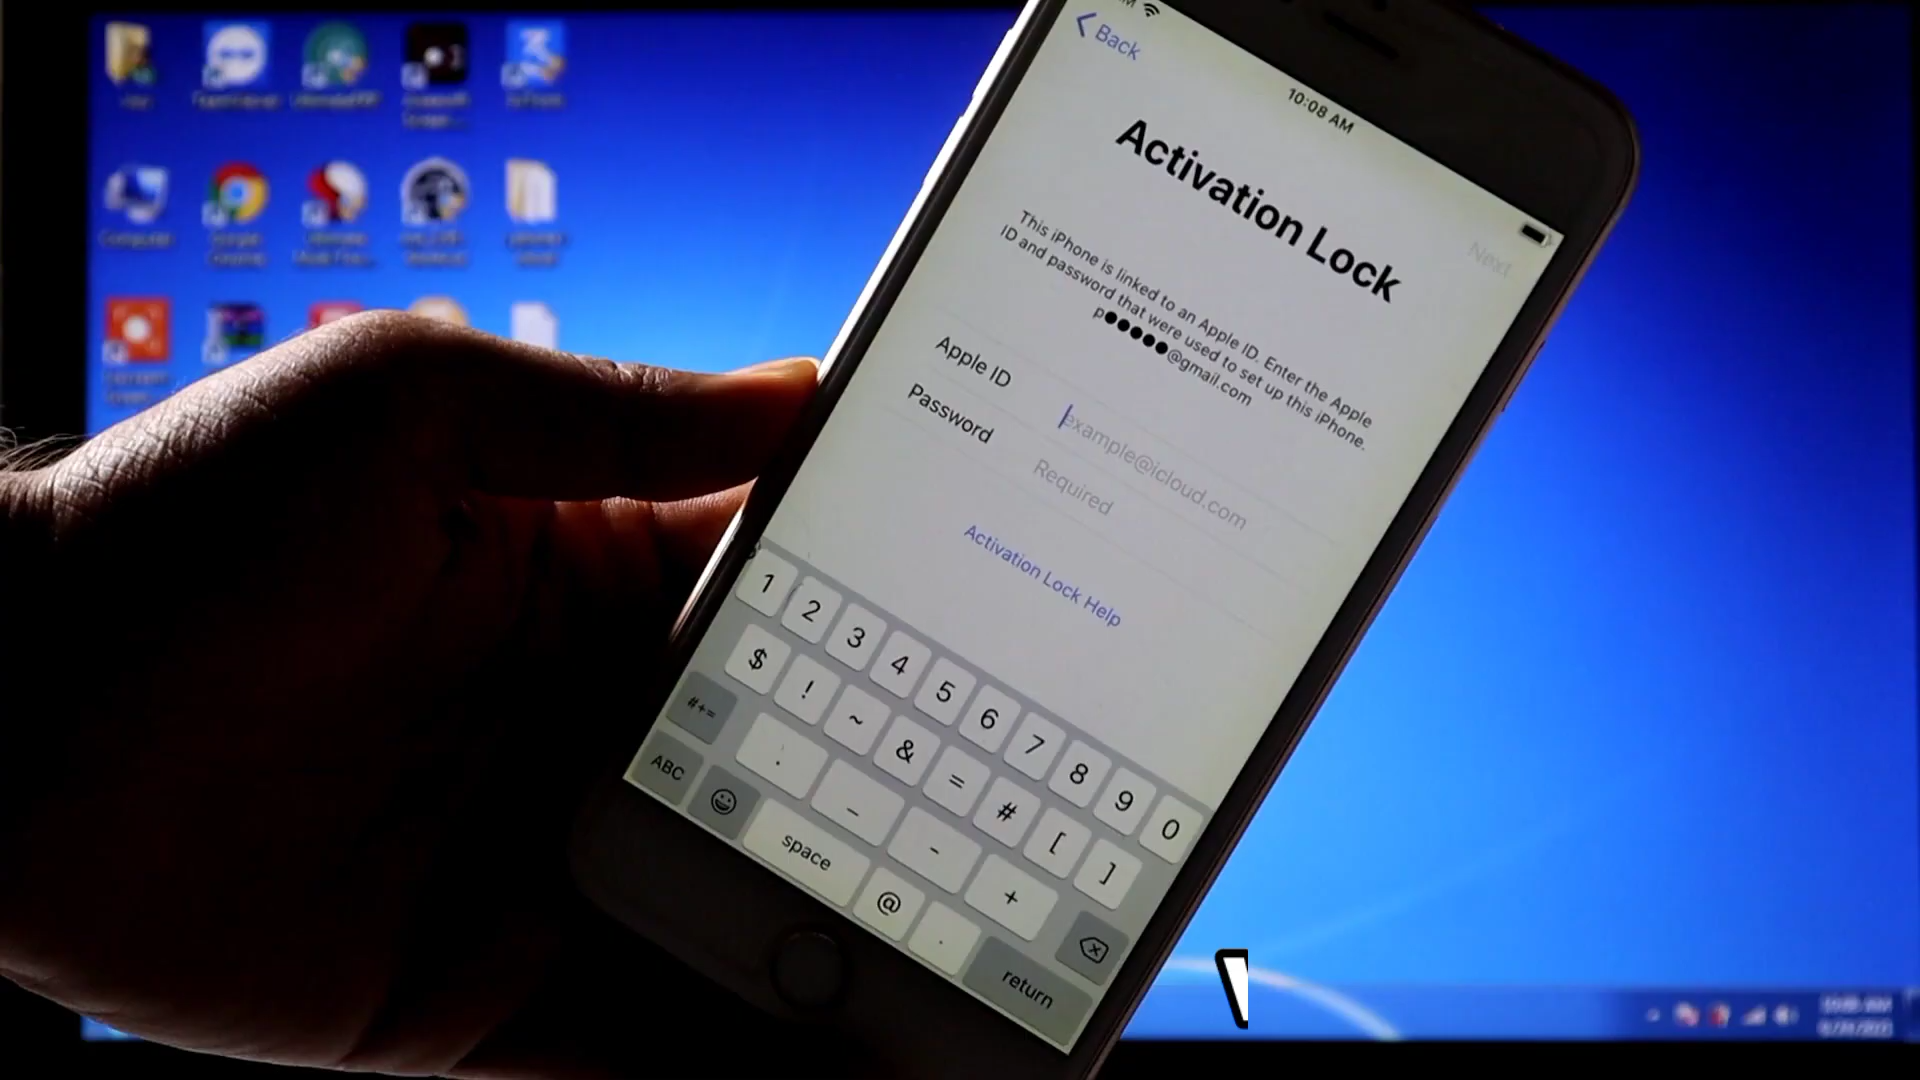 Back
10:08 AM
Next
Activation Lock
This iPhone is linked to an Apple ID. Enter the Apple
ID and password that were used to set up this iPhone.
p●●●●●@gmail.com
Apple ID
example@icloud.com
Password
Required
Activation Lock Help
1 2 3 4 5 6 7 8 9 0
$ ! ~ & = # [ ]
#+= . _ - +
ABC space @ . return
Computer
V